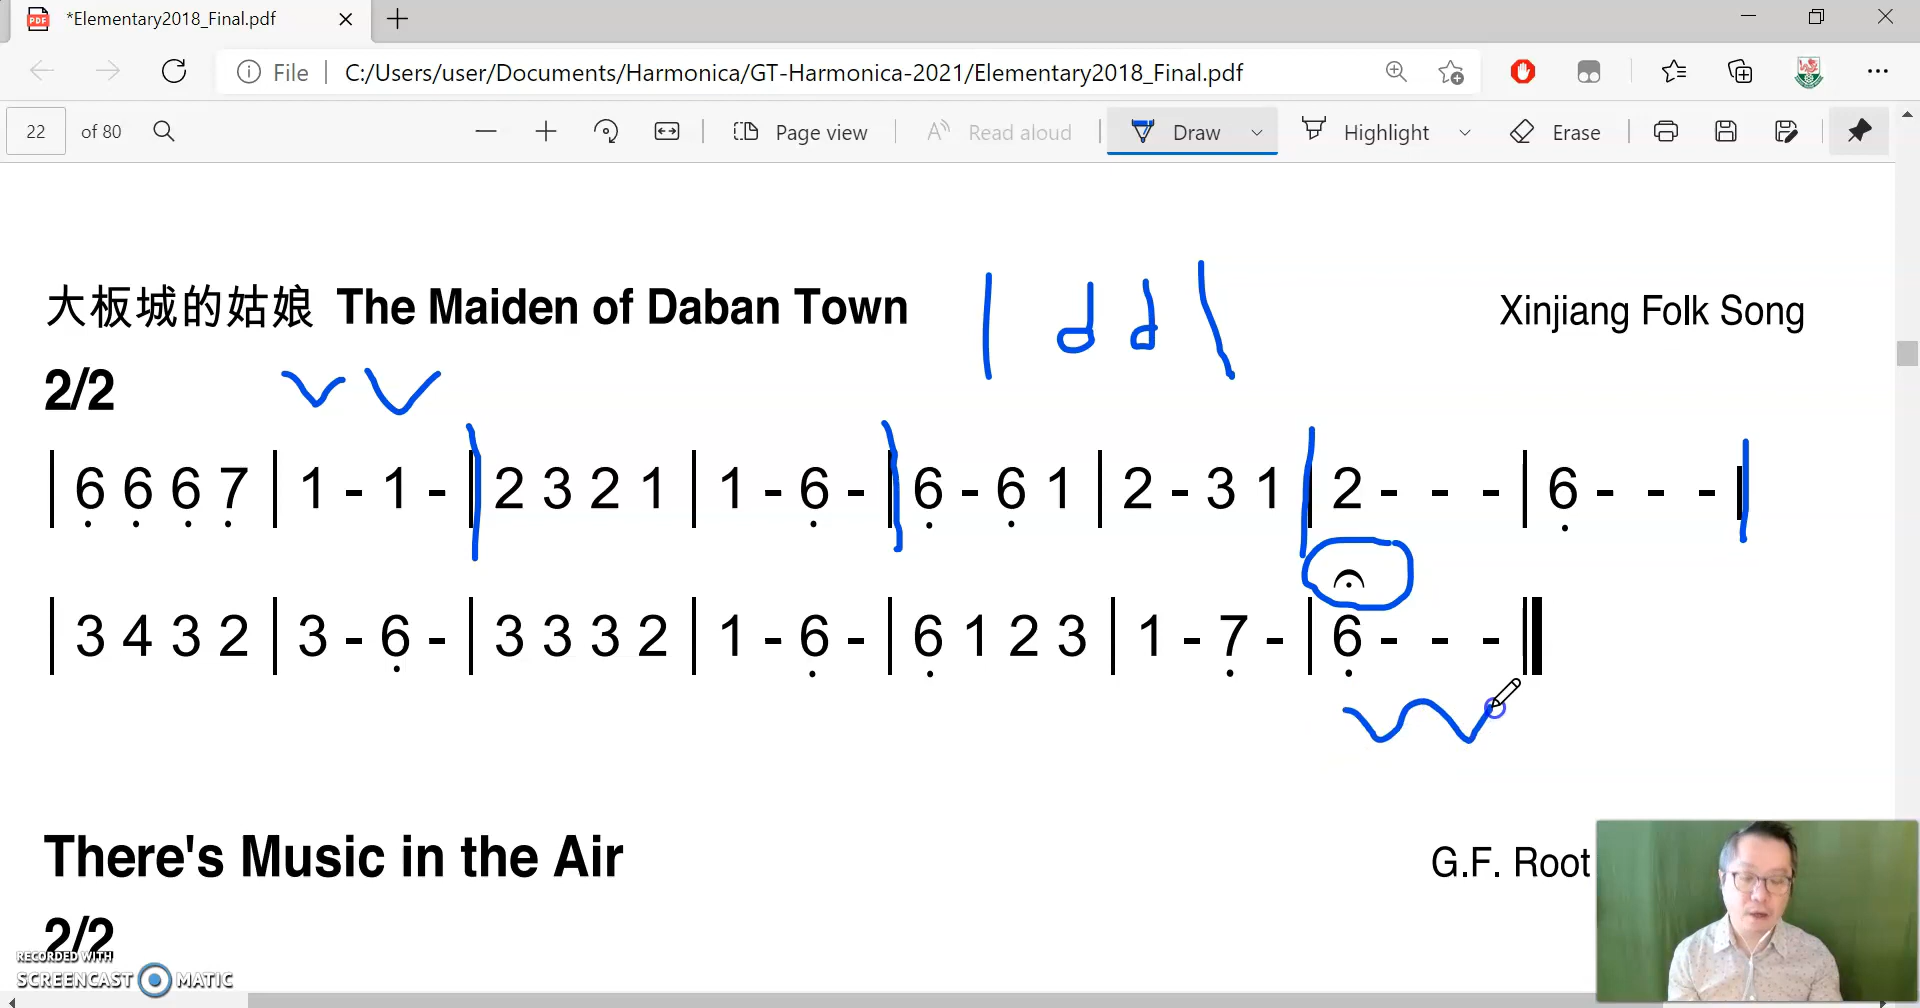 *Elementary2018_Final.pdf
File | C:/Users/user/Documents/Harmonica/GT-Harmonica-2021/Elementary2018_Final.pdf
22 of 80 Page view Read aloud Draw Highlight Erase
大板城的姑娘 The Maiden of Daban Town Xinjiang Folk Song
2/2
| 6̣ 6̣ 6̣ 7̣ | 1 - 1 - | 2 3 2 1 | 1 - 6̣ - | 6̣ - 6̣ 1 | 2 - 3 1 | 2 - - - | 6̣ - - - |
| 3 4 3 2 | 3 - 6̣ - | 3 3 3 2 | 1 - 6̣ - | 6̣ 1 2 3 | 1 - 7̣ - | 6̣ - - - ‖
There's Music in the Air G.F. Root
2/2
RECORDED WITH
SCREENCAST MATIC